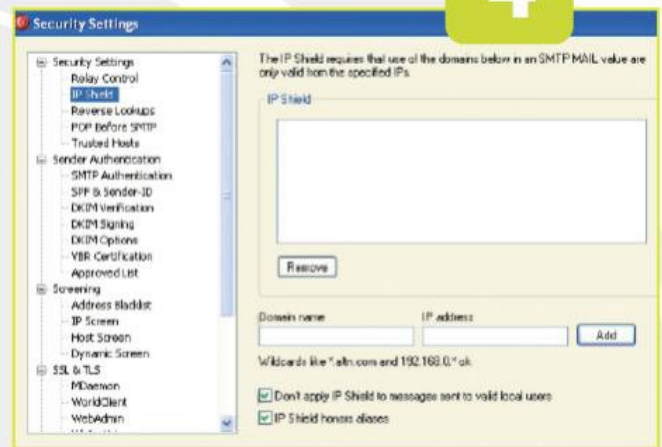 Security Settings
Security Settings
Relay Control
IP Shield
Reverse Lookups
POP Before SMTP
Trusted Hosts
Sender Authentication
SMTP Authentication
SPF & Sender-ID
DKIM Verification
DKIM Signing
DKIM Options
VBR Certification
Approved List
Screening
Address Blacklist
IP Screen
Host Screen
Dynamic Screen
SSL & TLS
MDaemon
WorldClient
WebAdmin
The IP Shield requires that use of the domains below in an SMTP MAIL value are
only valid from the specified IPs.
IP Shield
Remove
Domain name
IP address
Add
Wildcards like *.altn.com and 192.168.0.* ok.
Don't apply IP Shield to messages sent to valid local users
IP Shield honors aliases